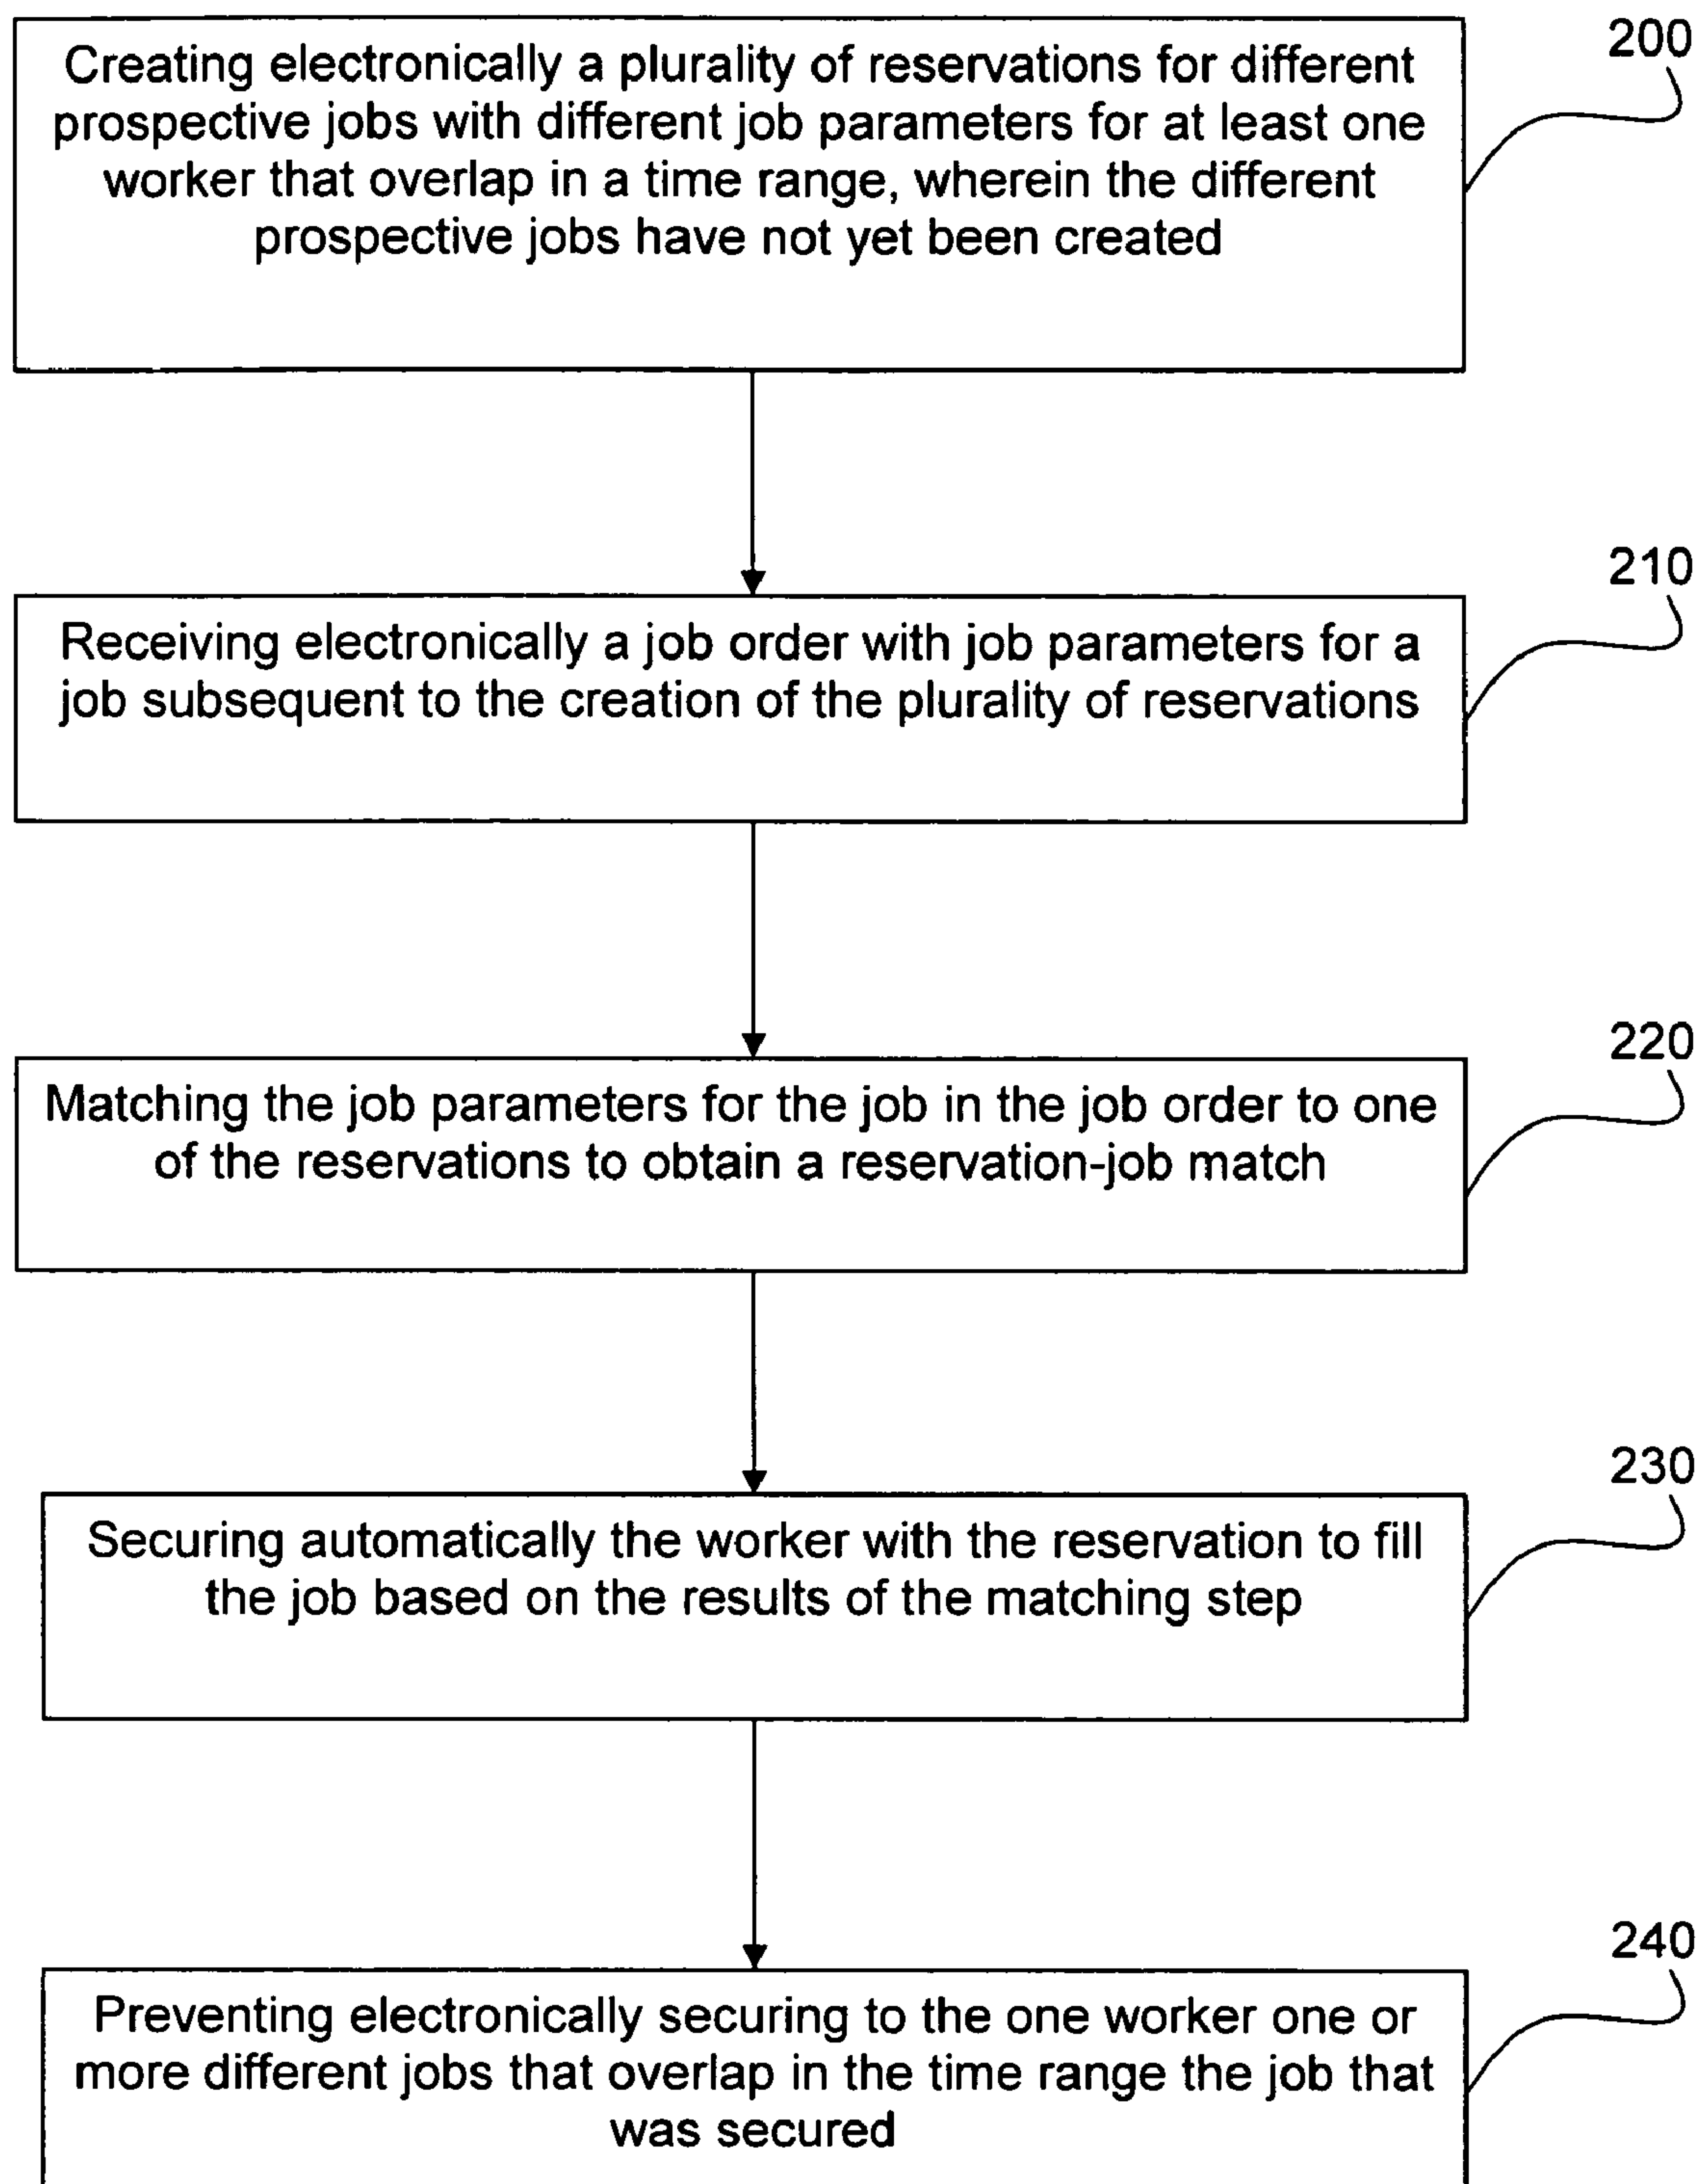 200
Creating electronically a plurality of reservations for different
prospective jobs with different job parameters for at least one
worker that overlap in a time range, wherein the different
prospective jobs have not yet been created
210
Receiving electronically a job order with job parameters for a
job subsequent to the creation of the plurality of reservations
220
Matching the job parameters for the job in the job order to one
of the reservations to obtain a reservation-job match
230
Securing automatically the worker with the reservation to fill
the job based on the results of the matching step
240
Preventing electronically securing to the one worker one or
more different jobs that overlap in the time range the job that
was secured